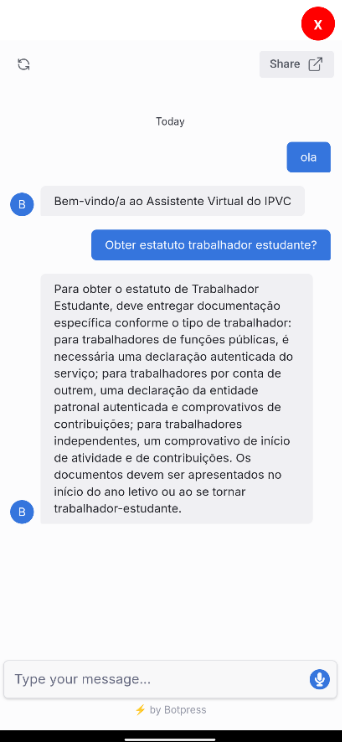 X
Share
Today
ola
B
Bem-vindo/a ao Assistente Virtual do IPVC
Obter estatuto trabalhador estudante?
Para obter o estatuto de Trabalhador
Estudante, deve entregar documentação
específica conforme o tipo de trabalhador:
para trabalhadores de funções públicas, é
necessária uma declaração autenticada do
serviço; para trabalhadores por conta de
outrem, uma declaração da entidade
patronal autenticada e comprovativos de
contribuições; para trabalhadores
independentes, um comprovativo de início
de atividade e de contribuições. Os
documentos devem ser apresentados no
início do ano letivo ou ao se tornar
trabalhador-estudante.
B
Type your message...
⚡ by Botpress